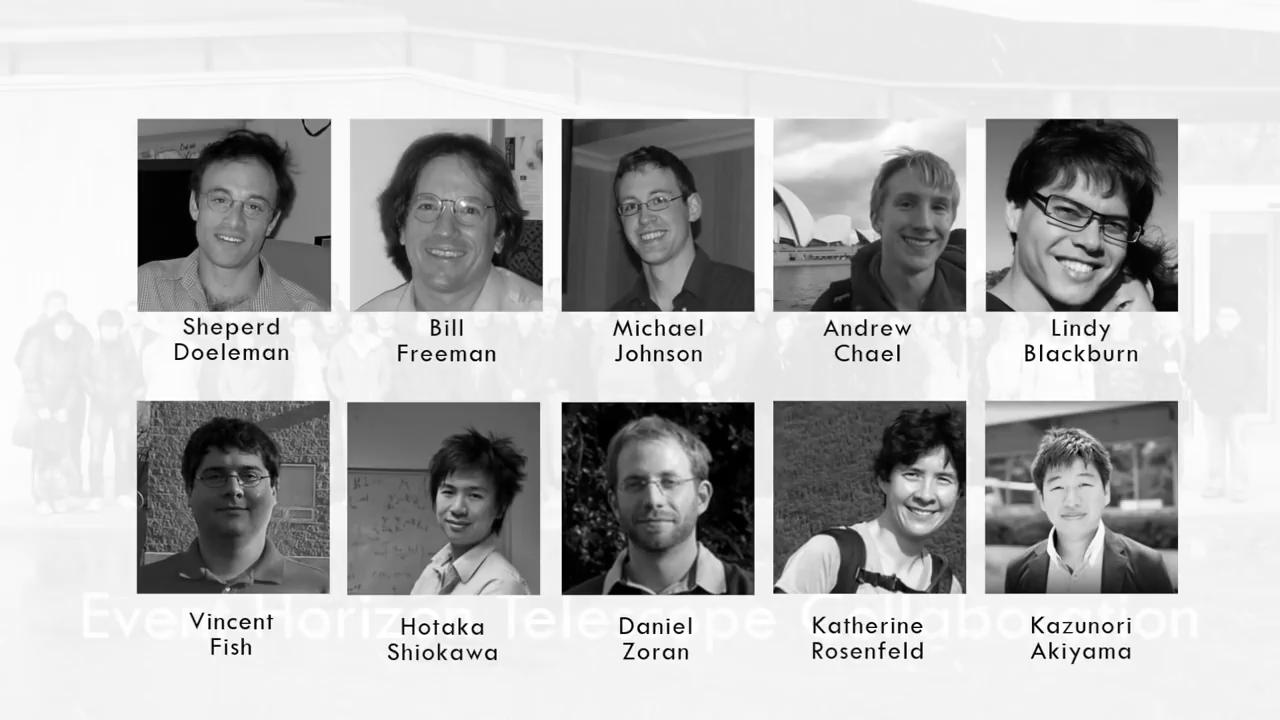 Sheperd
Doeleman
Bill
Freeman
Michael
Johnson
Andrew
Chael
Lindy
Blackburn
Vincent
Fish
Hotaka
Shiokawa
Daniel
Zoran
Katherine
Rosenfeld
Kazunori
Akiyama
Event Horizon Telescope Collaboration